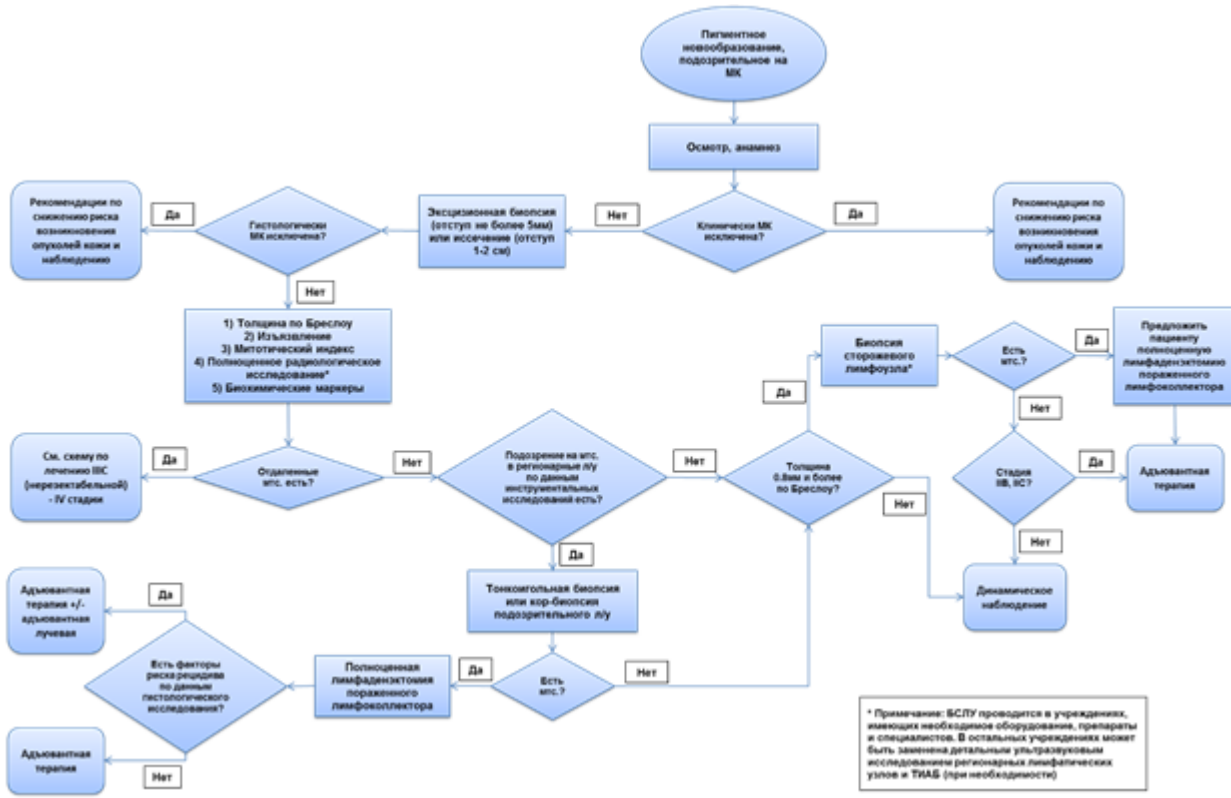 Пигментное
новообразование,
подозрительное на
МК
Осмотр, анамнез
Клинически МК
исключена?
Да
Рекомендации по
снижению риска
возникновения
опухолей кожи и
наблюдению
Нет
Эксцизионная биопсия
(отступ не более 5мм)
или иссечение (отступ
1-2 см)
Гистологически
МК исключена?
Да
Рекомендации по
снижению риска
возникновения
опухолей кожи и
наблюдению
Нет
1) Толщина по Бреслоу
2) Изъязвление
3) Митотический индекс
4) Полноценное радиологическое
исследование*
5) Биохимические маркеры
Отдаленные
мтс. есть?
Да
См. схему по
лечению IIIC
(нерезектабельной)
- IV стадии
Нет
Подозрение на мтс.
в регионарные л/у
по данным
инструментальных
исследований есть?
Нет
Да
Тонкоигольная биопсия
или кор-биопсия
подозрительного л/у
Есть
мтс.?
Нет
Да
Полноценная
лимфаденэктомия
пораженного
лимфоколлектора
Есть факторы
риска рецидива
по данным
гистологического
исследования?
Да
Адъювантная
терапия +/-
адъювантная
лучевая
Нет
Адъювантная
терапия
Толщина
0.8мм и более
по Бреслоу?
Да
Биопсия
сторожевого
лимфоузла*
Есть
мтс.?
Да
Предложить
пациенту
полноценную
лимфаденэктомию
пораженного
лимфоколлектора
Нет
Стадия
IIB, IIC?
Да
Адъювантная
терапия
Нет
Нет
Динамическое
наблюдение
* Примечание: БСЛУ проводится в учреждениях,
имеющих необходимое оборудование, препараты
и специалистов. В остальных учреждениях может
быть заменена детальным ультразвуковым
исследованием регионарных лимфатических
узлов и ТИАБ (при необходимости)